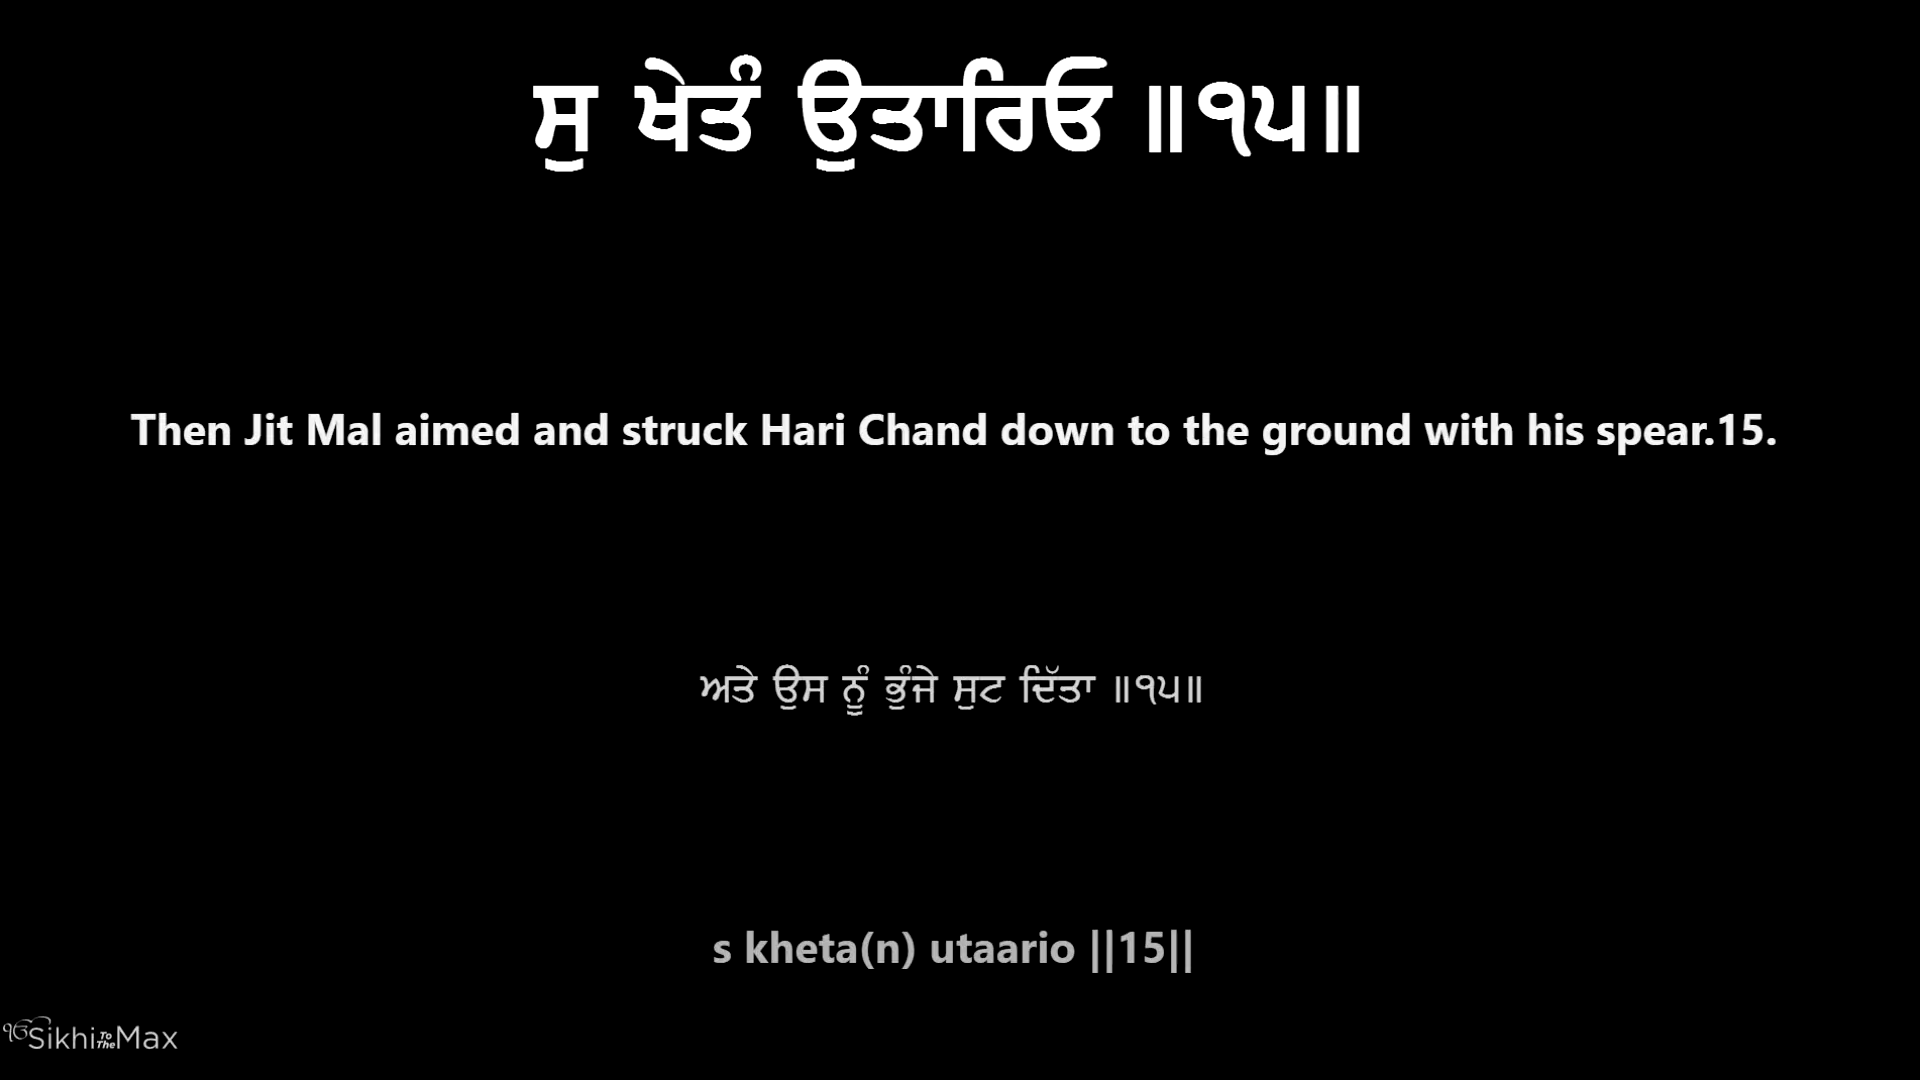 ਸੁ ਖੇਤੰ ਉਤਾਰਿਓ ॥੧੫॥
Then Jit Mal aimed and struck Hari Chand down to the ground with his spear.15.
ਅਤੇ ਉਸ ਨੂੰ ਭੁੰਜੇ ਸੁਟ ਦਿੱਤਾ ॥੧੫॥
s kheta(n) utaario ||15||
ੴSikhiToTheMax